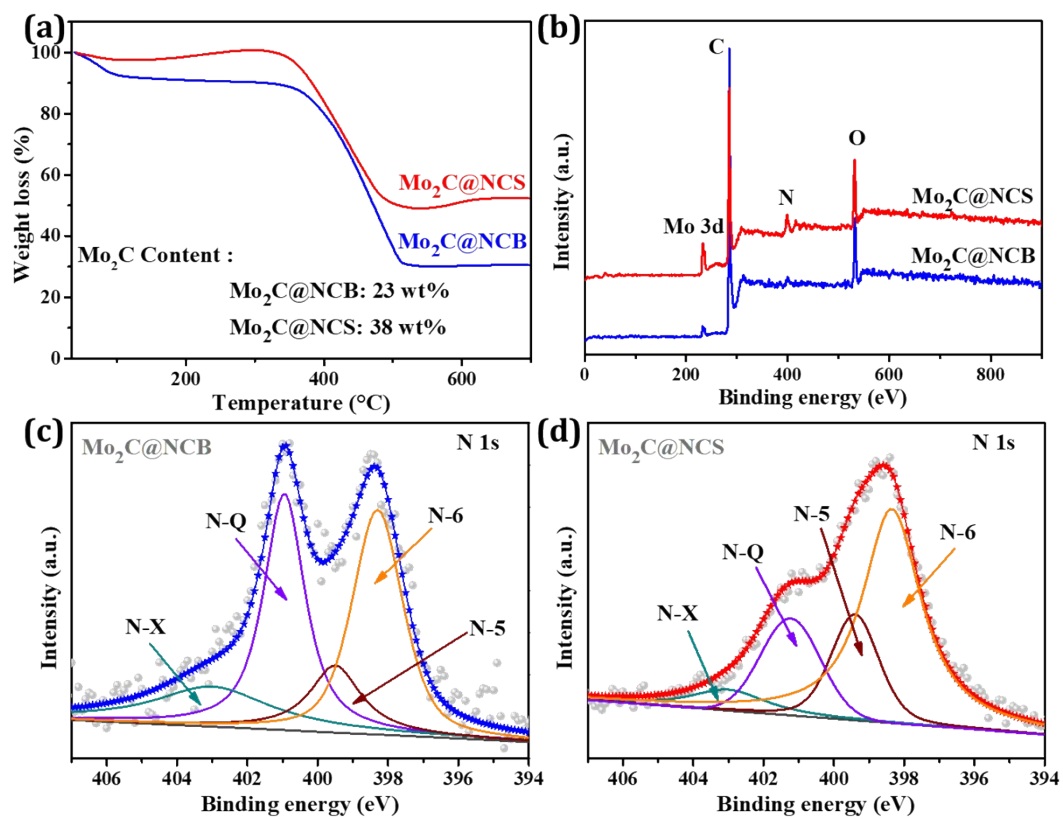 (a)
100
80
60
40
20
0
Weight loss (%)
Mo₂C@NCS
Mo₂C@NCB
Mo₂C Content :
Mo₂C@NCB: 23 wt%
Mo₂C@NCS: 38 wt%
200
400
600
Temperature (°C)
(b)
C
O
N
Mo 3d
Mo₂C@NCS
Mo₂C@NCB
Intensity (a.u.)
0
200
400
600
800
Binding energy (eV)
(c)
Mo₂C@NCB
N 1s
N-Q
N-6
N-X
N-5
Intensity (a.u.)
406
404
402
400
398
396
394
Binding energy (eV)
(d)
Mo₂C@NCS
N 1s
N-5
N-6
N-Q
N-X
Intensity (a.u.)
406
404
402
400
398
396
394
Binding energy (eV)